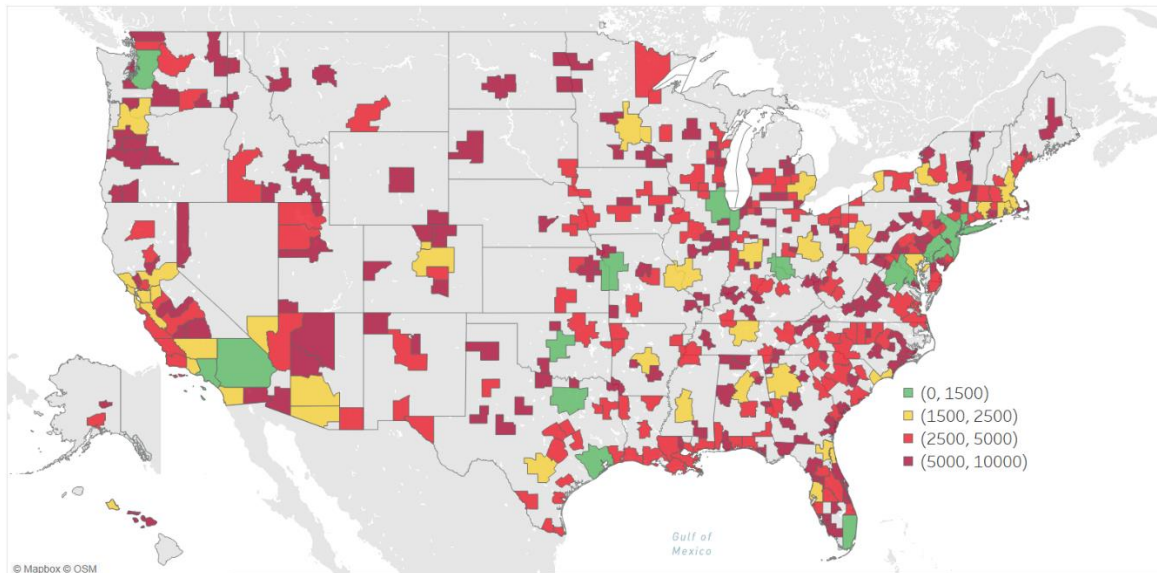 (0, 1500)
(1500, 2500)
(2500, 5000)
(5000, 10000)
Gulf of
Mexico
© Mapbox © OSM